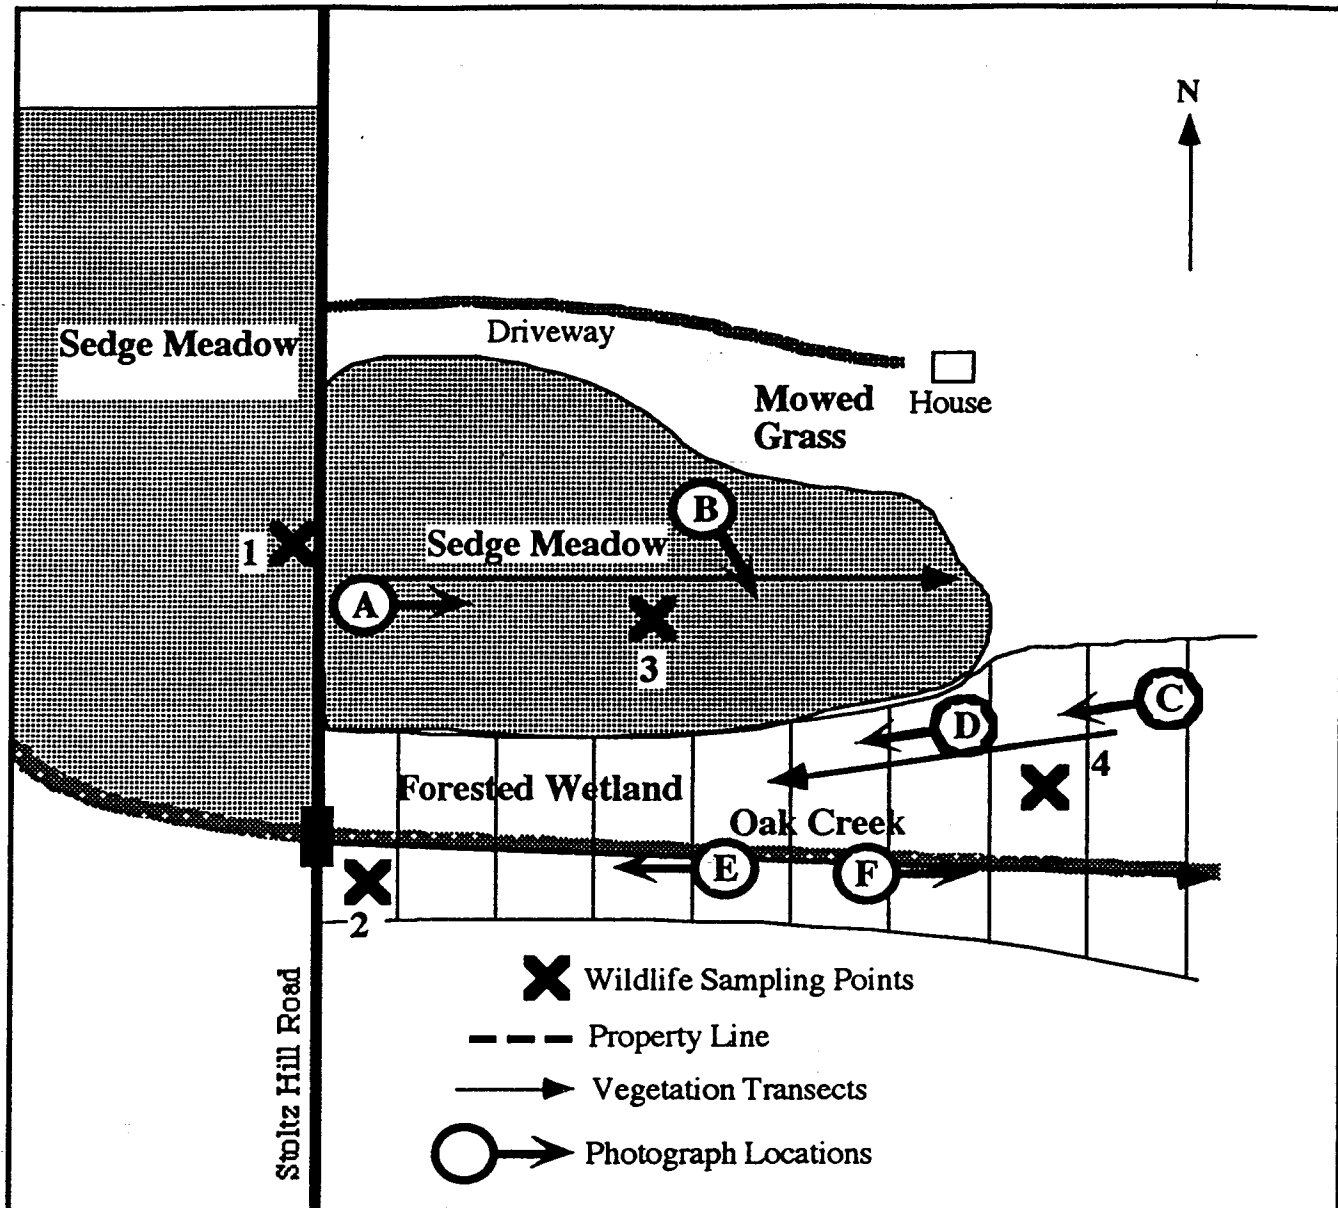 N
Driveway
Sedge Meadow
Mowed
Grass
House
B
1
Sedge Meadow
A
3
C
D
4
Forested Wetland
Oak Creek
E
F
2
Wildlife Sampling Points
Property Line
Vegetation Transects
Photograph Locations
Stoltz Hill Road